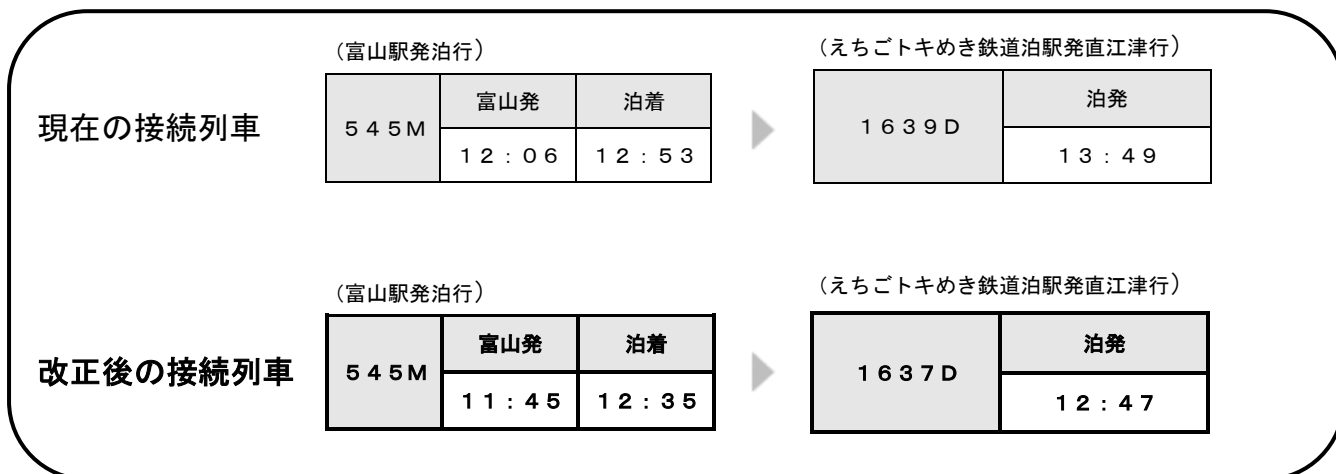 （富山駅発泊行）
（えちごトキめき鉄道泊駅発直江津行）
現在の接続列車
５４５Ｍ
富山発
泊着
１２：０６
１２：５３
１６３９Ｄ
泊発
１３：４９
（富山駅発泊行）
（えちごトキめき鉄道泊駅発直江津行）
改正後の接続列車
５４５Ｍ
富山発
泊着
１１：４５
１２：３５
１６３７Ｄ
泊発
１２：４７